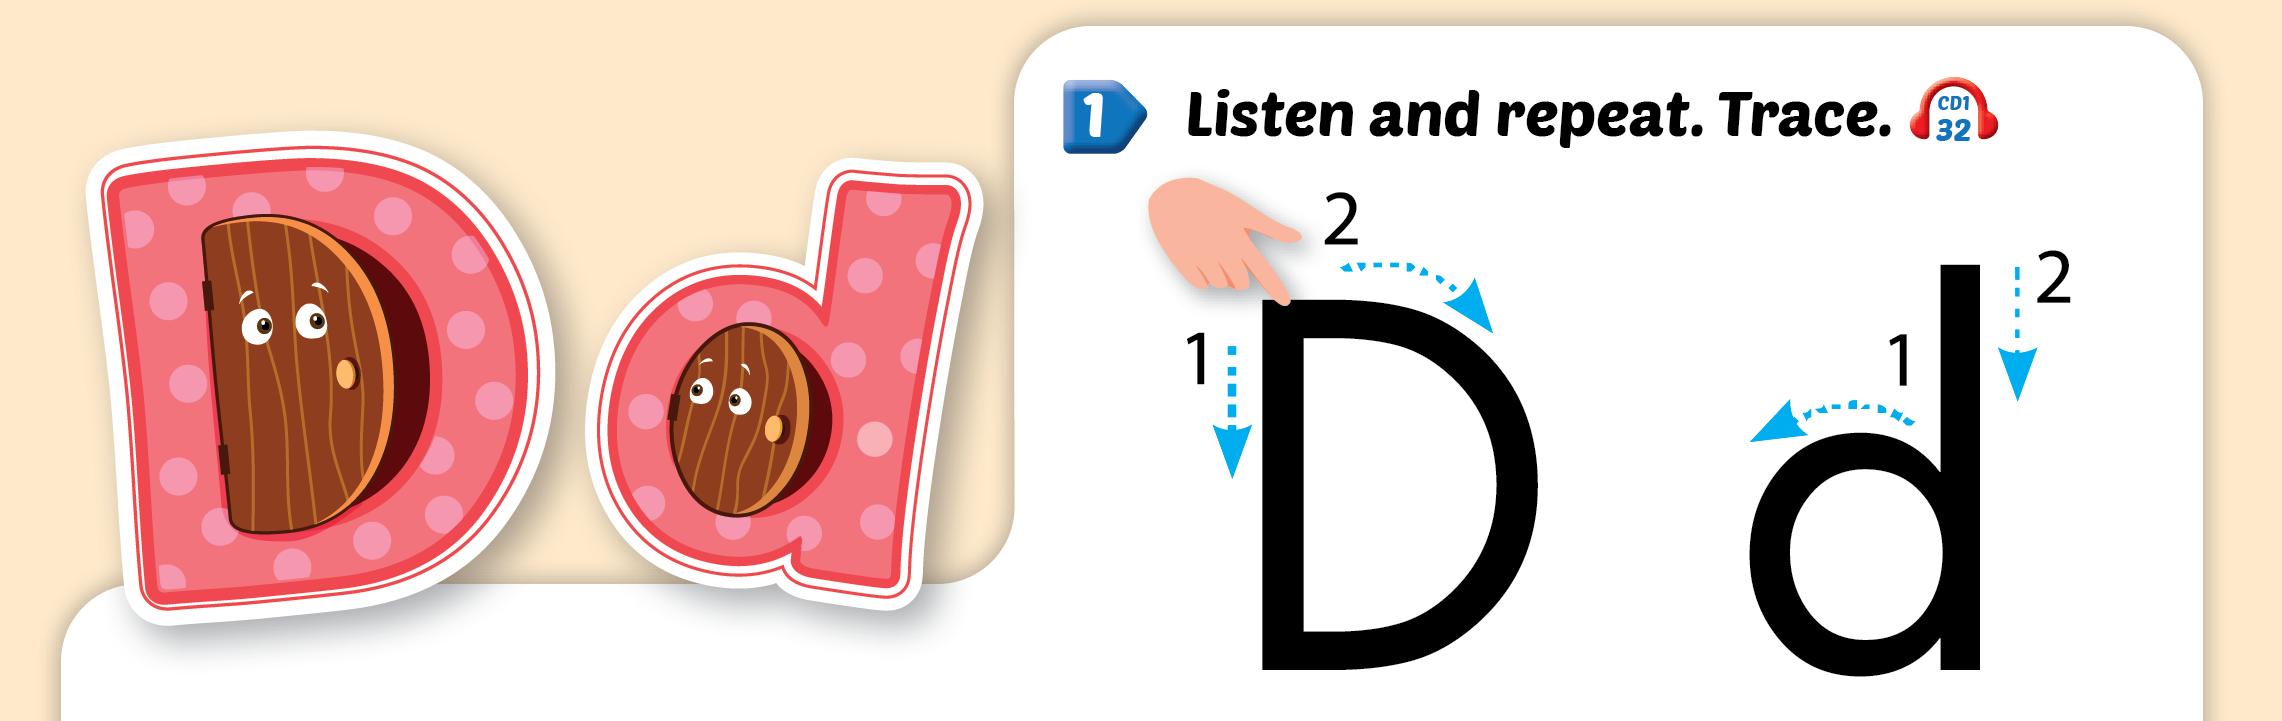 Dd
1 Listen and repeat. Trace. CD1 32
2
1
D
2
1
d